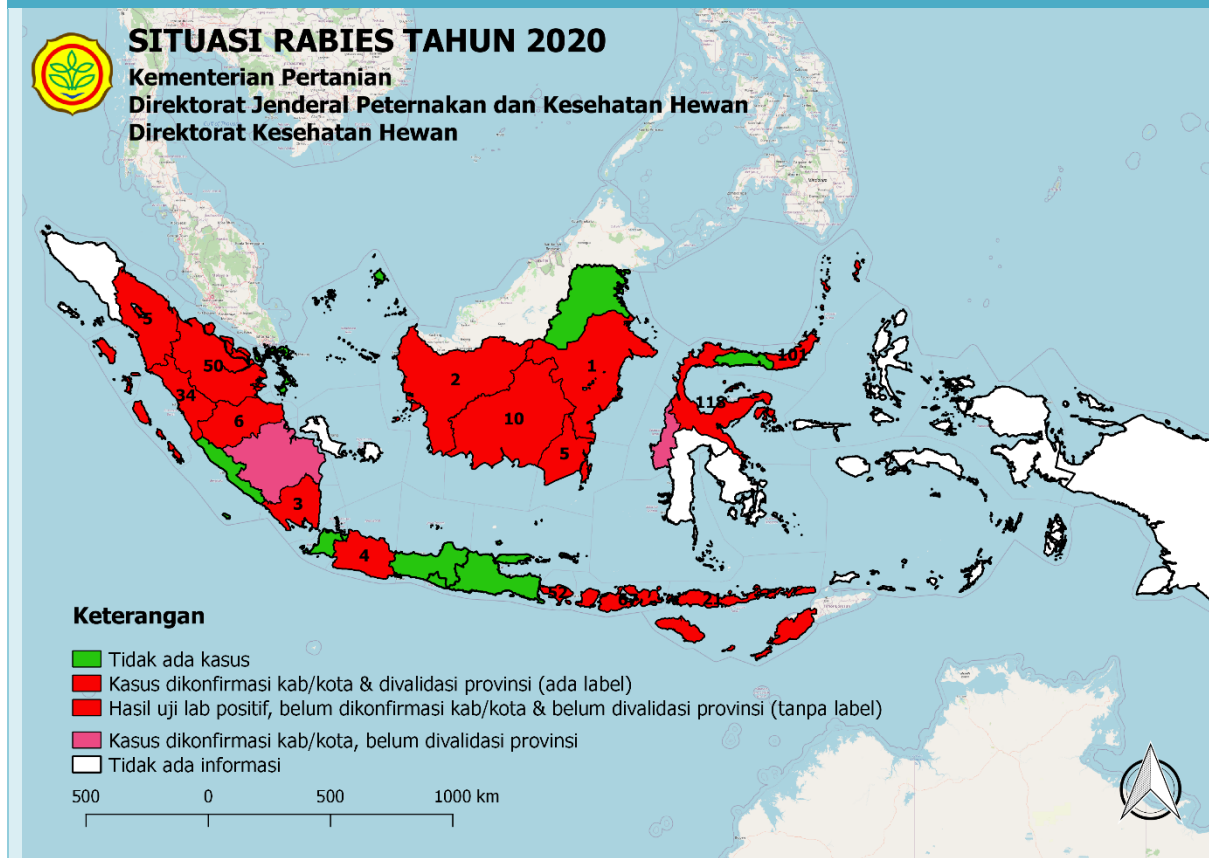 SITUASI RABIES TAHUN 2020
Kementerian Pertanian
Direktorat Jenderal Peternakan dan Kesehatan Hewan
Direktorat Kesehatan Hewan
5
50
34
6
3
4
2
1
10
5
101
118
Keterangan
Tidak ada kasus
Kasus dikonfirmasi kab/kota & divalidasi provinsi (ada label)
Hasil uji lab positif, belum dikonfirmasi kab/kota & belum divalidasi provinsi (tanpa label)
Kasus dikonfirmasi kab/kota, belum divalidasi provinsi
Tidak ada informasi
500 0 500 1000 km